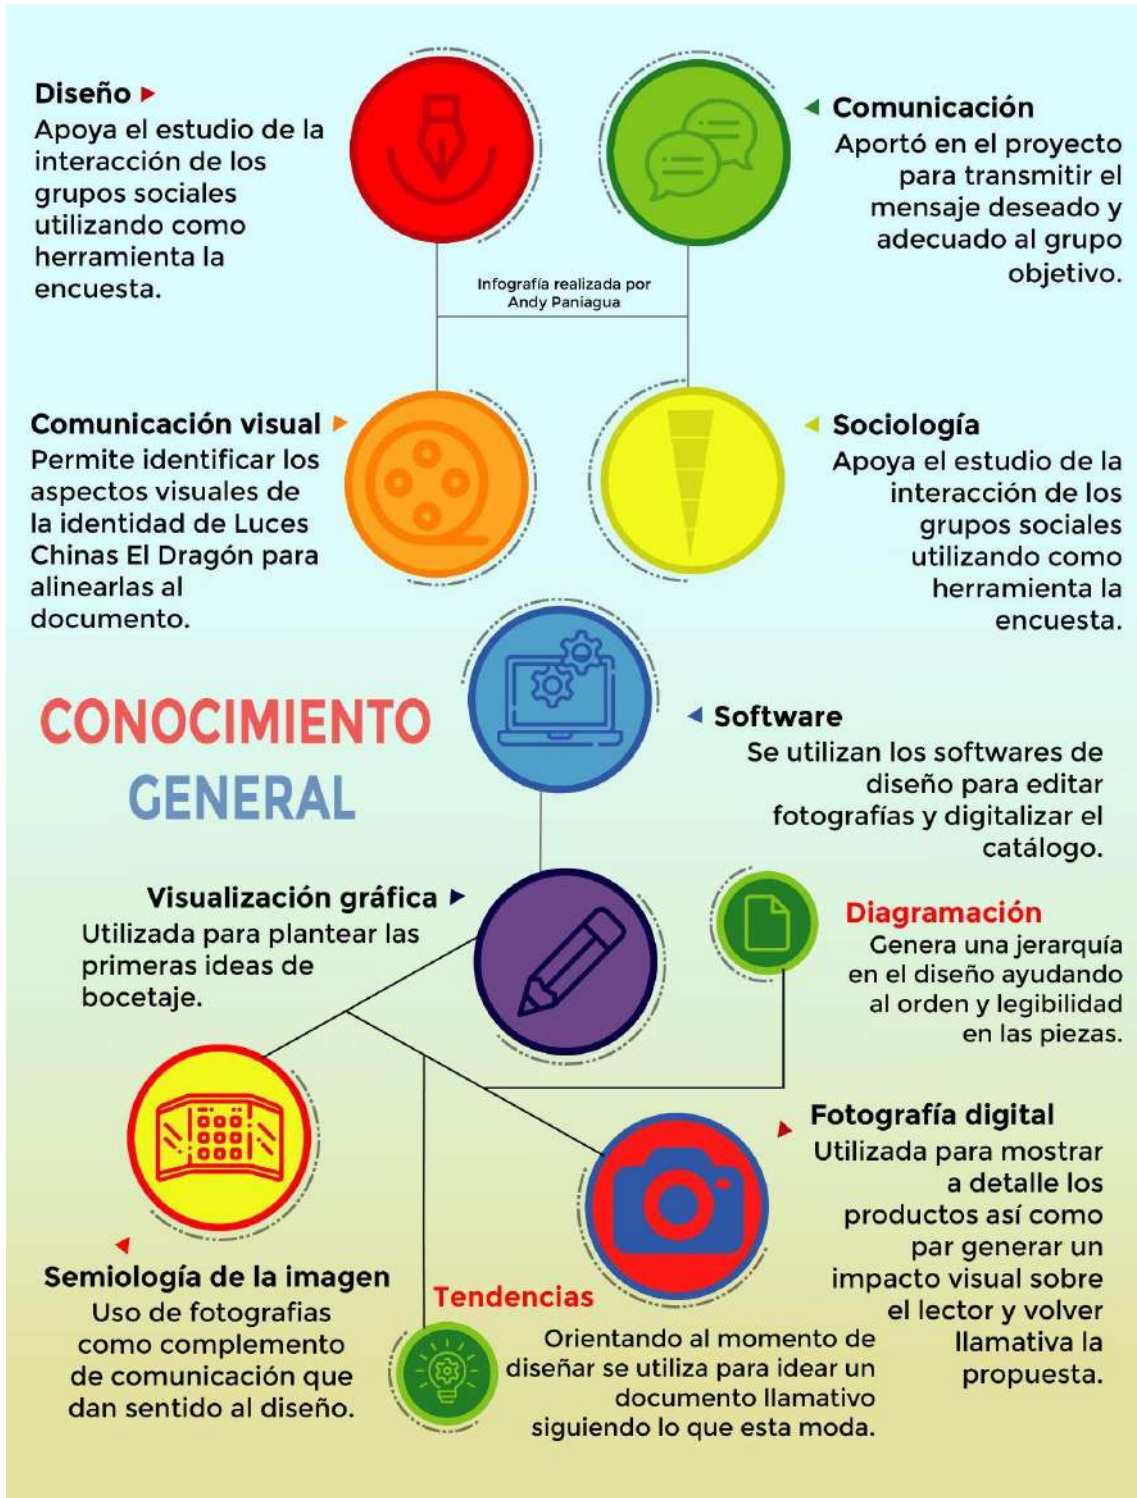 Diseño
Apoya el estudio de la
interacción de los
grupos sociales
utilizando como
herramienta la
encuesta.
Comunicación
Aportó en el proyecto
para transmitir el
mensaje deseado y
adecuado al grupo
objetivo.
Infografía realizada por
Andy Paniagua
Comunicación visual
Permite identificar los
aspectos visuales de
la identidad de Luces
Chinas El Dragón para
alinearlas al
documento.
Sociología
Apoya el estudio de la
interacción de los
grupos sociales
utilizando como
herramienta la
encuesta.
CONOCIMIENTO
GENERAL
Software
Se utilizan los softwares de
diseño para editar
fotografías y digitalizar el
catálogo.
Visualización gráfica
Utilizada para plantear las
primeras ideas de
bocetaje.
Diagramación
Genera una jerarquía
en el diseño ayudando
al orden y legibilidad
en las piezas.
Fotografía digital
Utilizada para mostrar
a detalle los
productos así como
par generar un
impacto visual sobre
el lector y volver
llamativa la
propuesta.
Semiología de la imagen
Uso de fotografias
como complemento
de comunicación que
dan sentido al diseño.
Tendencias
Orientando al momento de
diseñar se utiliza para idear un
documento llamativo
siguiendo lo que esta moda.